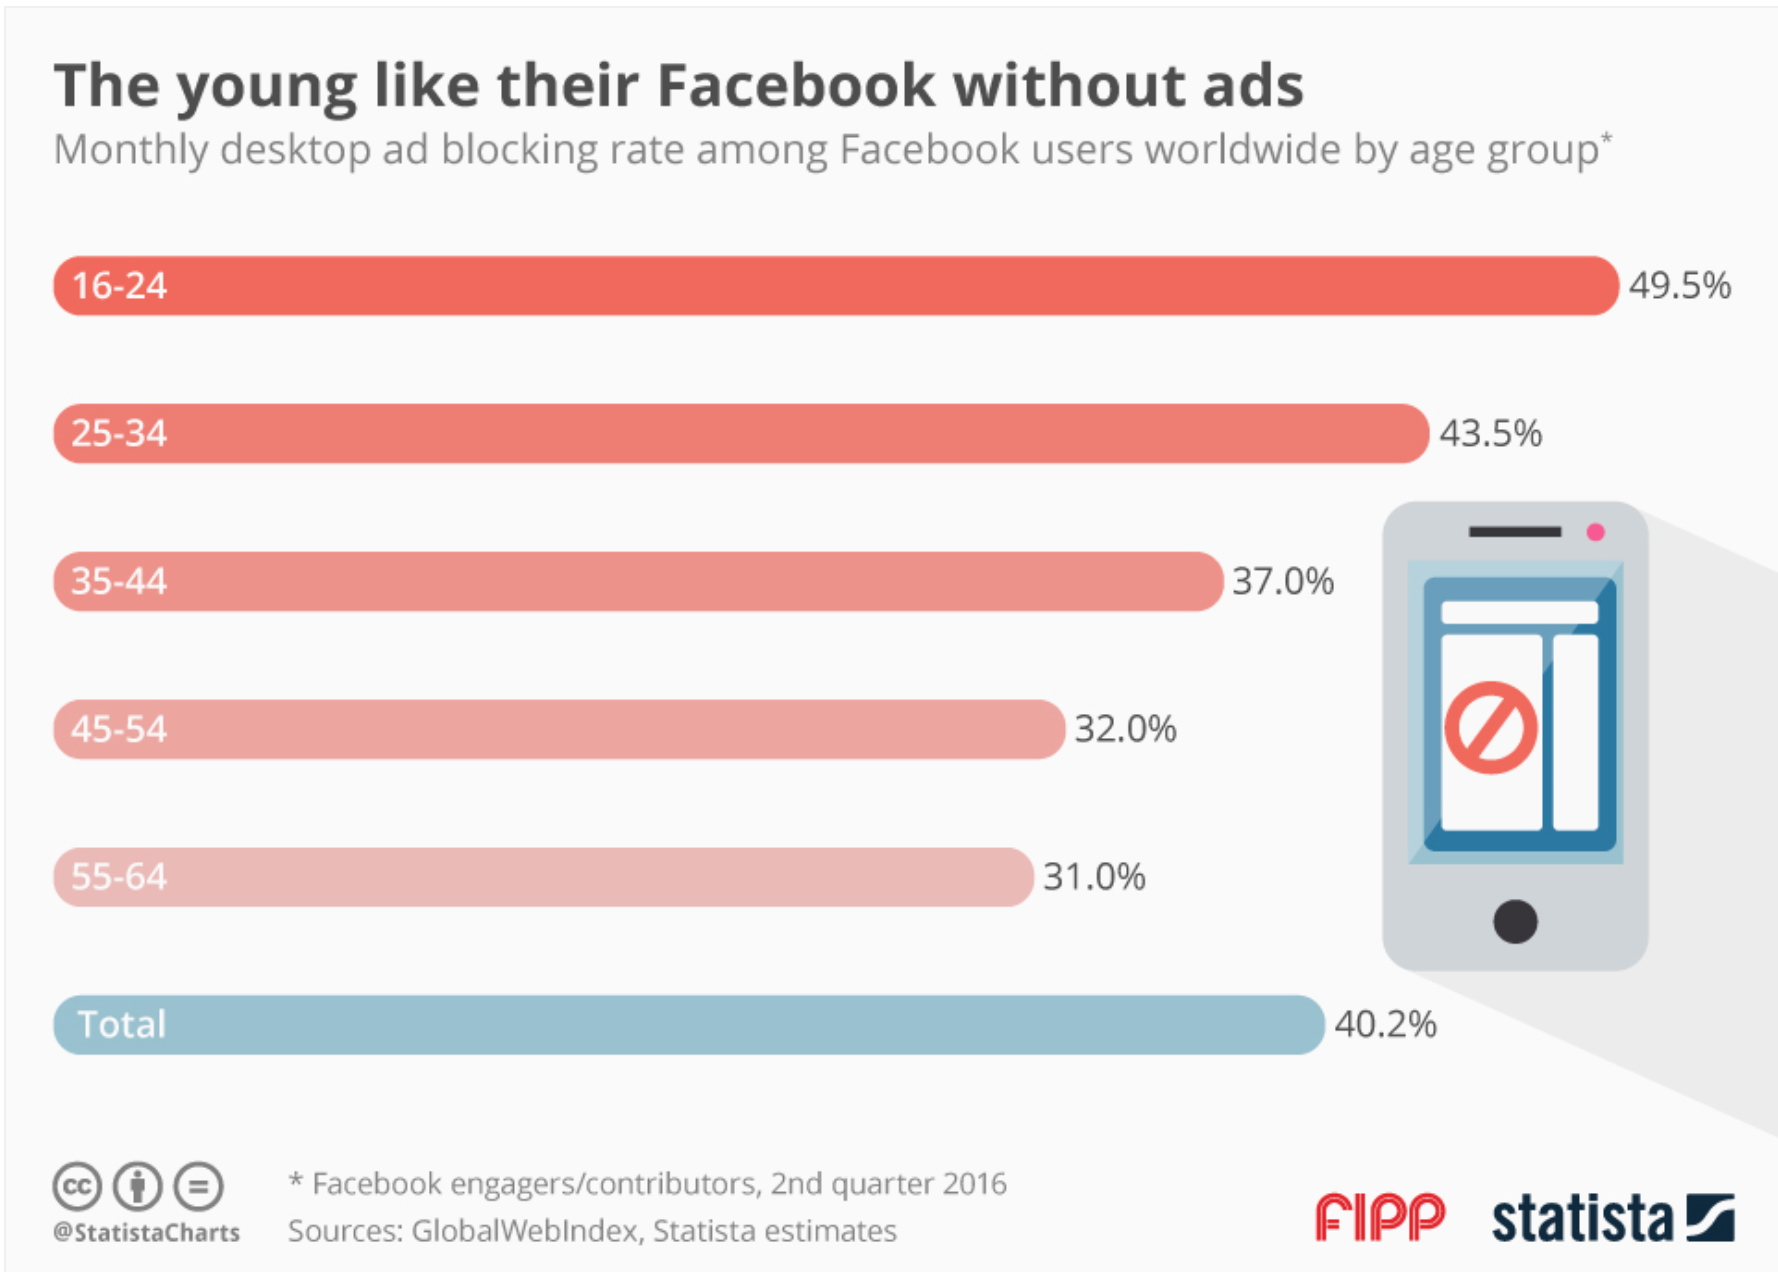 The young like their Facebook without ads
Monthly desktop ad blocking rate among Facebook users worldwide by age group*
16-24 49.5%
25-34 43.5%
35-44 37.0%
45-54 32.0%
55-64 31.0%
Total 40.2%
cc =
@StatistaCharts
* Facebook engagers/contributors, 2nd quarter 2016
Sources: GlobalWebIndex, Statista estimates
FIPP statista